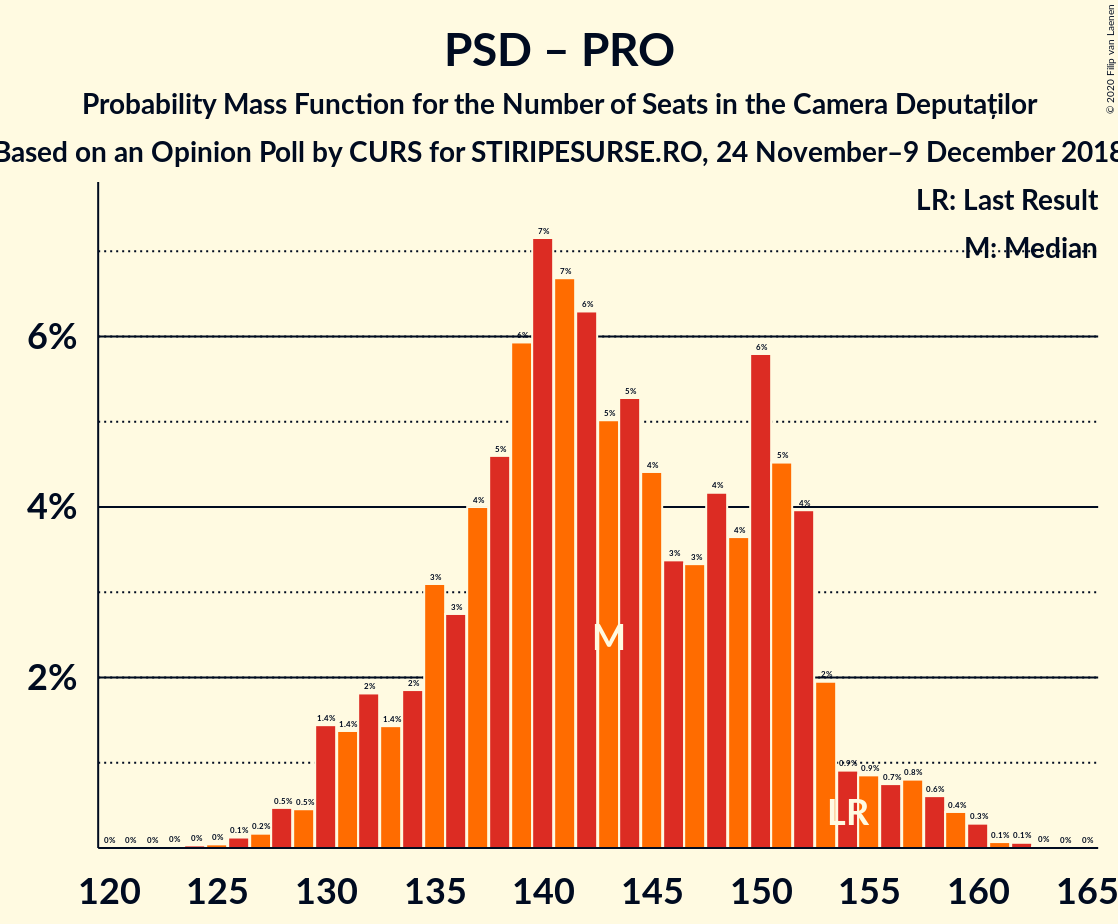 PSD – PRO
Probability Mass Function for the Number of Seats in the Camera Deputaților
Based on an Opinion Poll by CURS for STIRIPESURSE.RO, 24 November–9 December 2018
© 2020 Filip van Laenen
LR: Last Result
M: Median
6%
4%
2%
0% 0% 0% 0% 0% 0% 0.1% 0.2% 0.5% 0.5% 1.4% 1.4% 2% 1.4% 2% 3% 3% 4% 5% 6% 7% 7% 6% 5% 5% 4% 3% 3% 4% 4% 6% 5% 4% 2% 0.9% 0.9% 0.7% 0.8% 0.6% 0.4% 0.3% 0.1% 0.1% 0% 0% 0%
M
LR
120 125 130 135 140 145 150 155 160 165